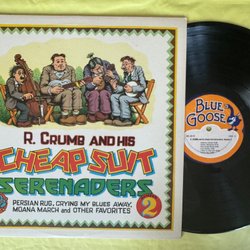 R. CRUMB AND HIS
CHEAP SUIT
SERENADERS
PERSIAN RUG, CRYING MY BLUES AWAY,
MOANA MARCH AND OTHER FAVORITES
2
BLUE
GOOSE